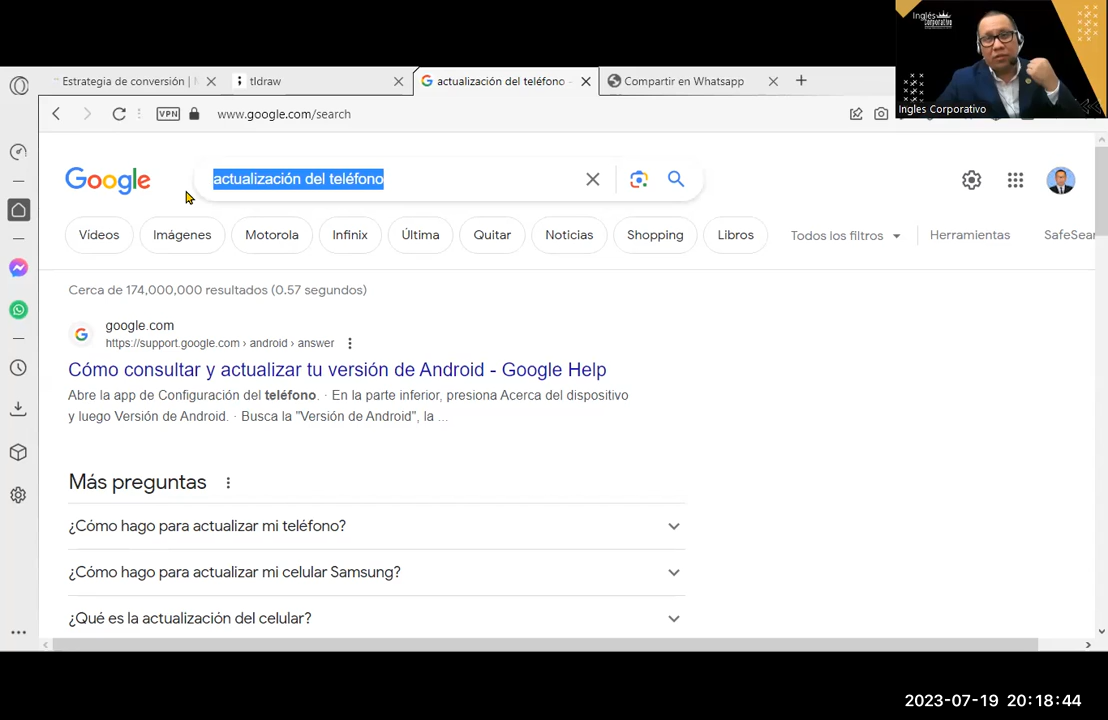 Inglés
Corporativo
Ingles Corporativo
Estrategia de conversión |
tldraw
actualización del teléfono -
Compartir en Whatsapp
VPN
www.google.com/search
Google
actualización del teléfono
Videos
Imágenes
Motorola
Infinix
Última
Quitar
Noticias
Shopping
Libros
Todos los filtros
Herramientas
SafeSear
Cerca de 174,000,000 resultados (0.57 segundos)
google.com
https://support.google.com › android › answer
Cómo consultar y actualizar tu versión de Android - Google Help
Abre la app de Configuración del teléfono. · En la parte inferior, presiona Acerca del dispositivo
y luego Versión de Android. · Busca la "Versión de Android", la ...
Más preguntas
¿Cómo hago para actualizar mi teléfono?
¿Cómo hago para actualizar mi celular Samsung?
¿Qué es la actualización del celular?
2023-07-19 20:18:44